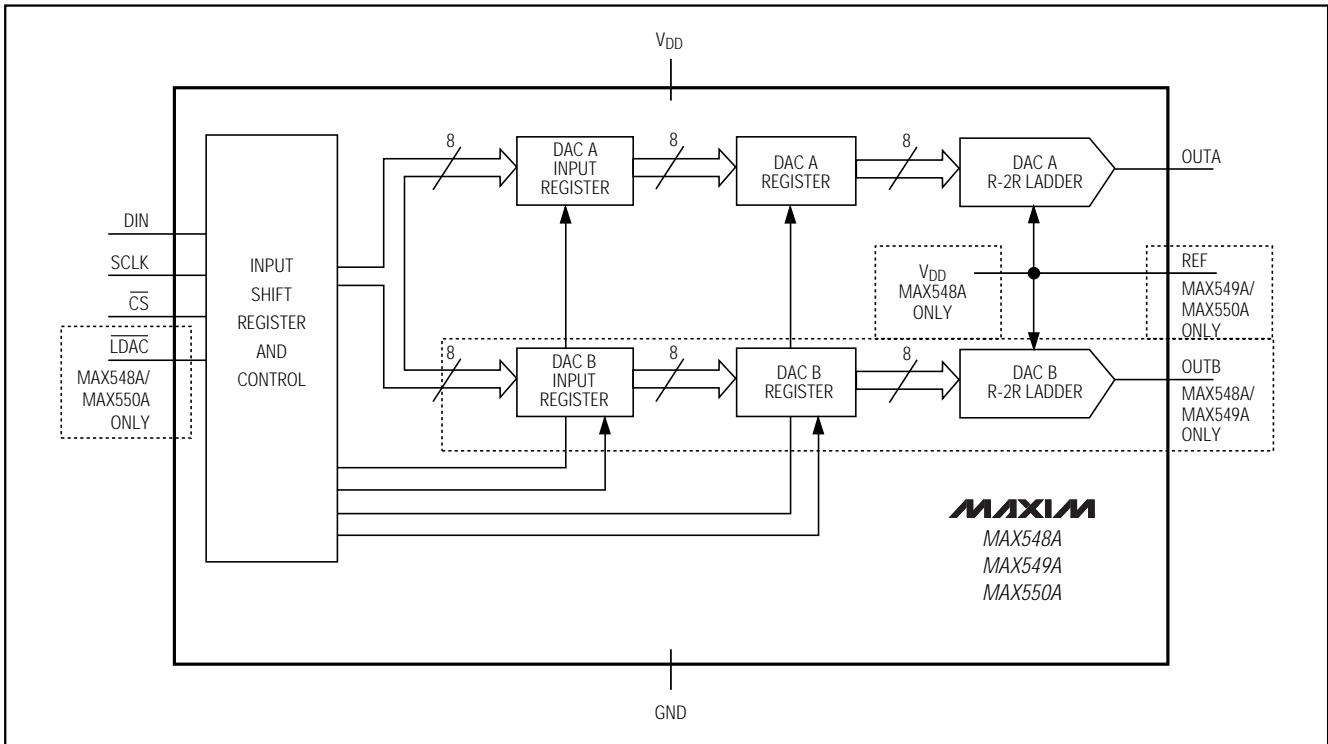 VDD
8
DAC A
INPUT
REGISTER
8
DAC A
REGISTER
8
DAC A
R-2R LADDER
OUTA
DIN
SCLK
CS
LDAC
MAX548A/
MAX550A
ONLY
INPUT
SHIFT
REGISTER
AND
CONTROL
VDD
MAX548A
ONLY
REF
MAX549A/
MAX550A
ONLY
8
DAC B
INPUT
REGISTER
8
DAC B
REGISTER
8
DAC B
R-2R LADDER
OUTB
MAX548A/
MAX549A
ONLY
MAXIM
MAX548A
MAX549A
MAX550A
GND